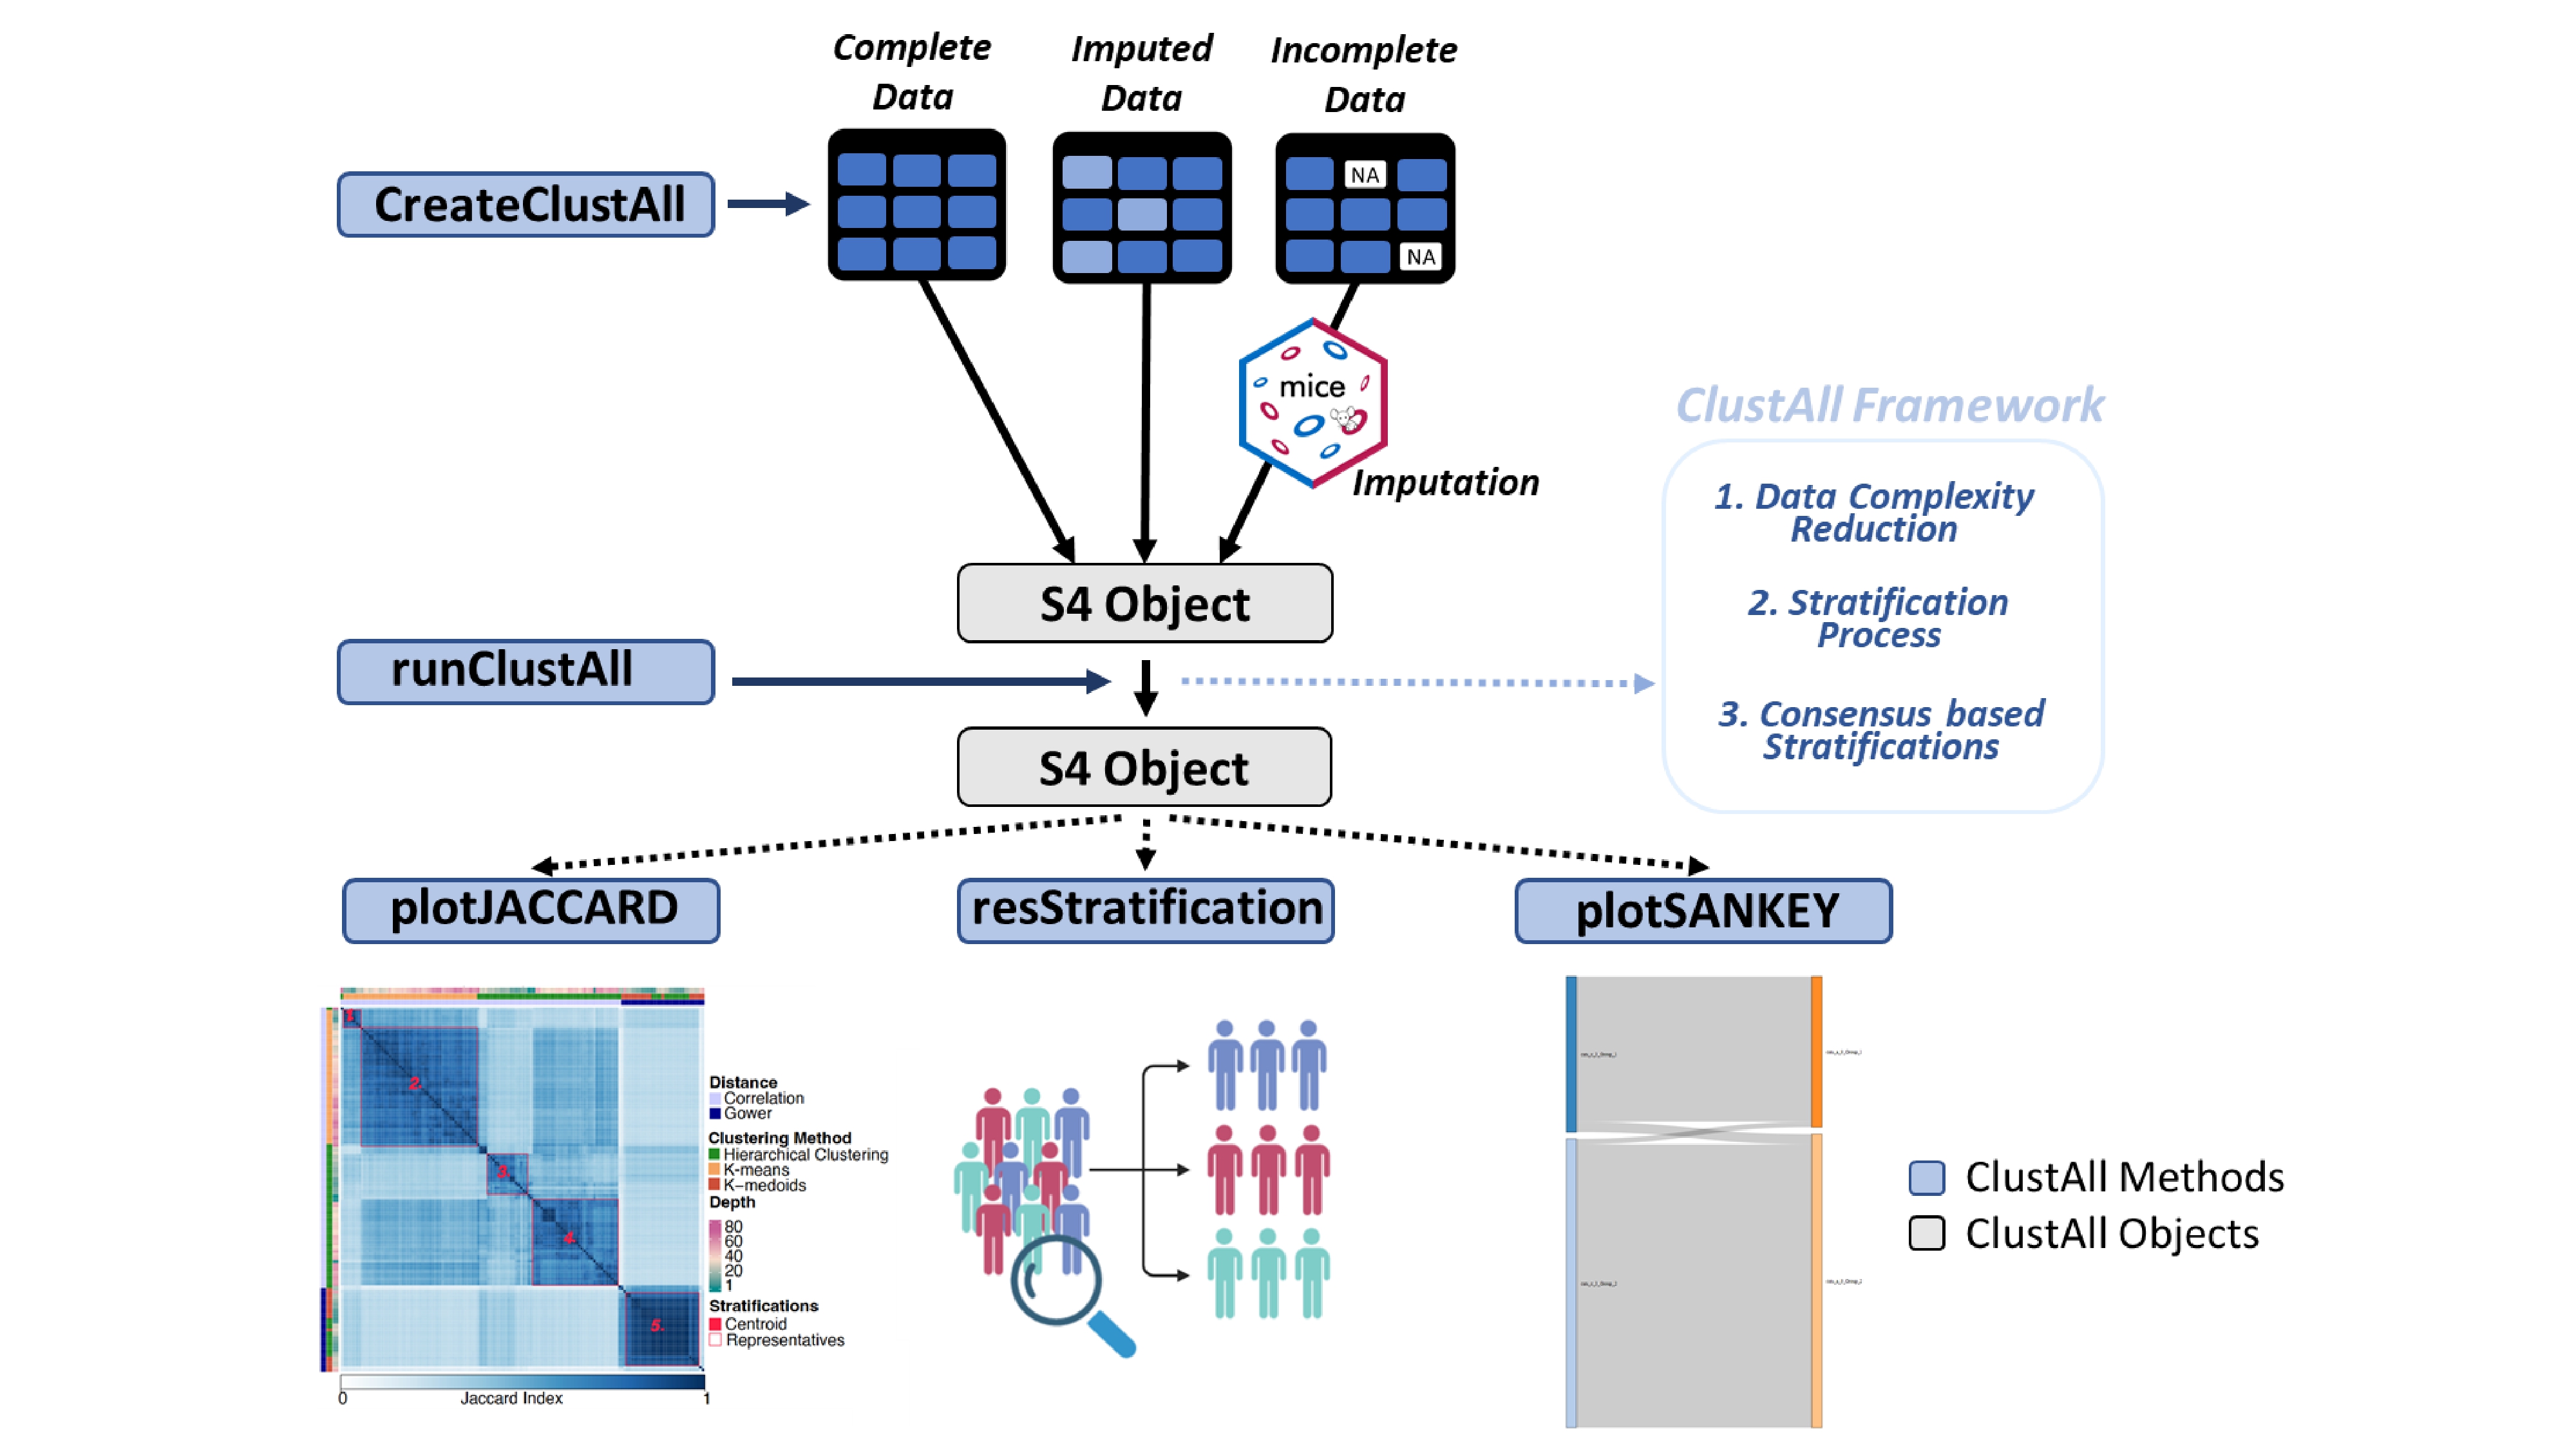 Complete
Data
Imputed
Data
Incomplete
Data
CreateClustAll
NA
NA
mice
Imputation
ClustAll Framework
1. Data Complexity
Reduction
2. Stratification
Process
3. Consensus based
Stratifications
S4 Object
runClustAll
S4 Object
plotJACCARD
resStratification
plotSANKEY
1.
2.
3.
4.
5.
Distance
Correlation
Gower
Clustering Method
Hierarchical Clustering
K-means
K-medoids
Depth
80
60
40
20
1
Stratifications
Centroid
Representatives
0
Jaccard Index
1
ClustAll Methods
ClustAll Objects